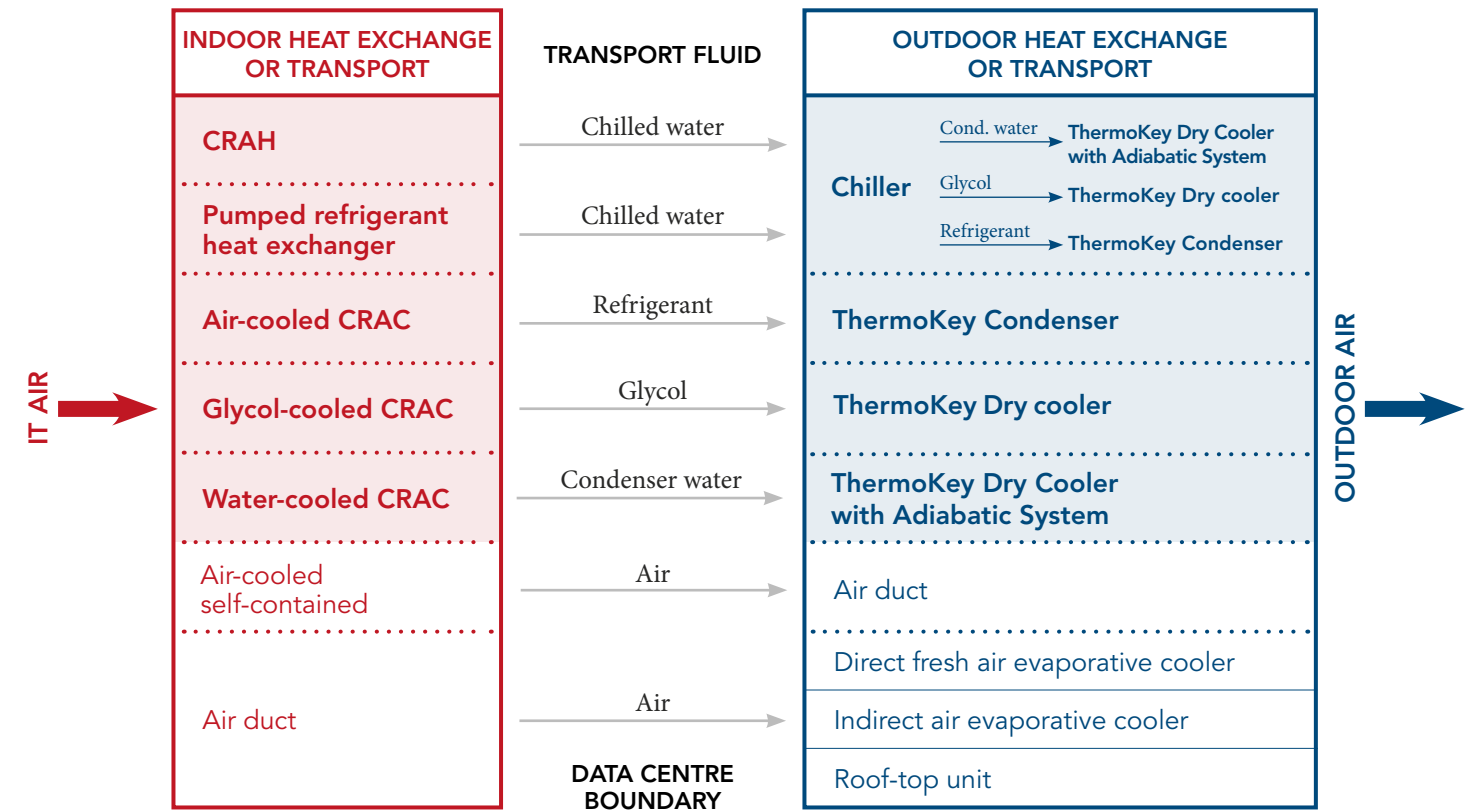 INDOOR HEAT EXCHANGE
OR TRANSPORT
TRANSPORT FLUID
OUTDOOR HEAT EXCHANGE
OR TRANSPORT
CRAH
Chilled water
Chiller
Cond. water
ThermoKey Dry Cooler
with Adiabatic System
Glycol
ThermoKey Dry cooler
Refrigerant
ThermoKey Condenser
Pumped refrigerant
heat exchanger
Chilled water
Air-cooled CRAC
Refrigerant
ThermoKey Condenser
IT AIR
Glycol-cooled CRAC
Glycol
ThermoKey Dry cooler
OUTDOOR AIR
Water-cooled CRAC
Condenser water
ThermoKey Dry Cooler
with Adiabatic System
Air-cooled
self-contained
Air
Air duct
Air duct
Air
Direct fresh air evaporative cooler
Indirect air evaporative cooler
Roof-top unit
DATA CENTRE
BOUNDARY